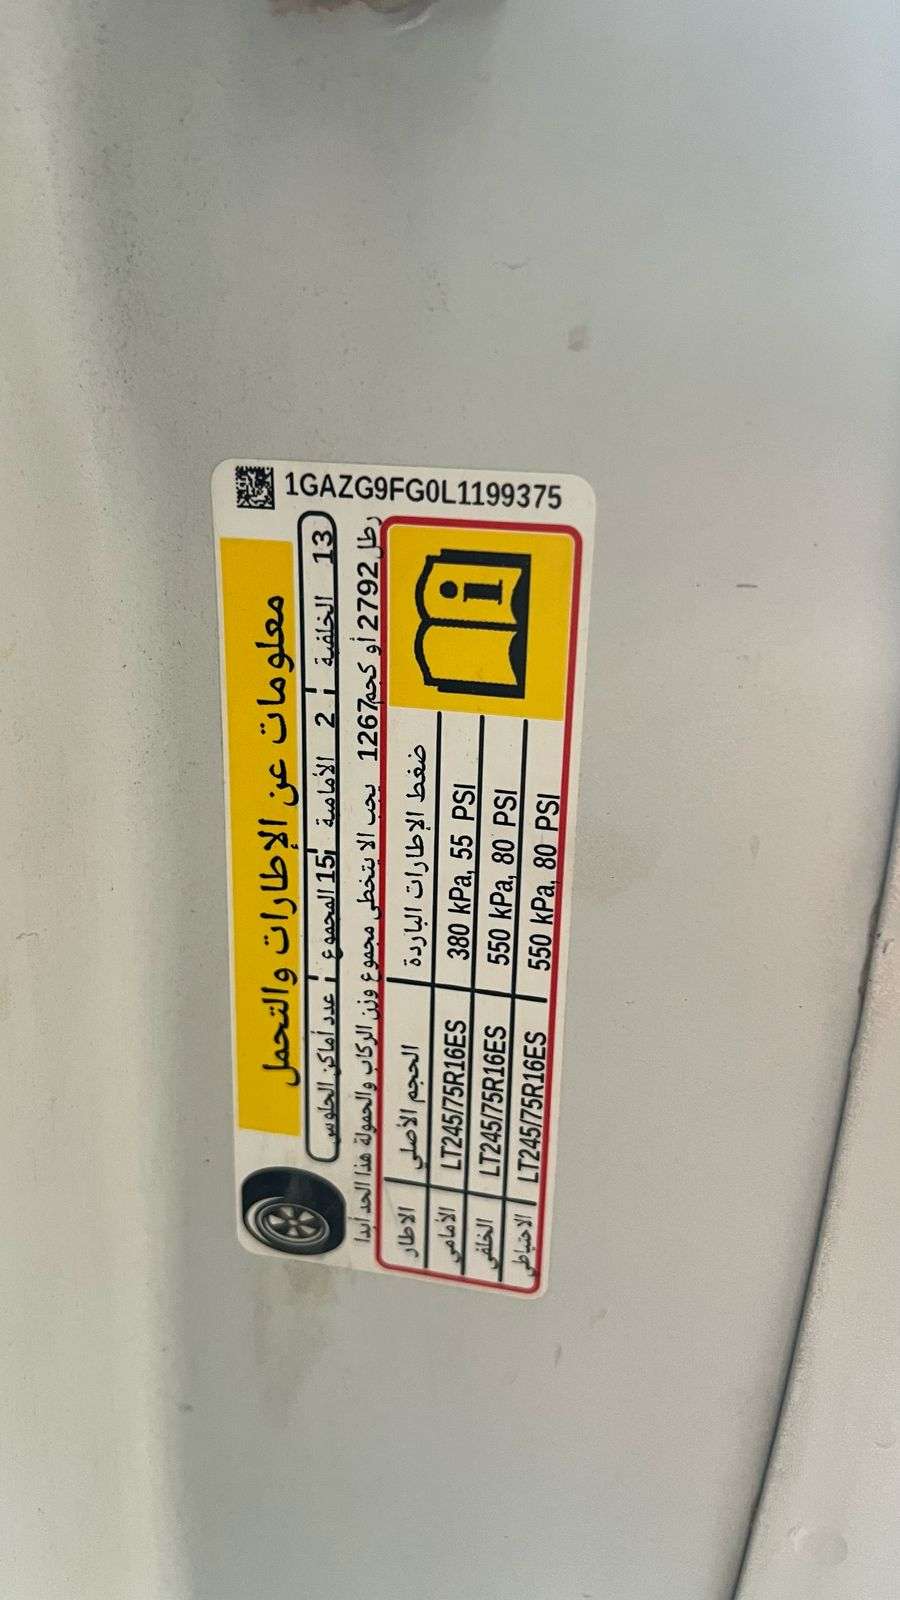 1GAZG9FG0L1199375
معلومات عن الإطارات والتحمل
عدد أماكن الجلوس المجموع 15 الأمامية 2 الخلفية 13
يجب الا يتخطى مجموع وزن الركاب والحمولة هذا الحد أبدا 1267 كجم أو 2792 رطل
الاطار الحجم الأصلي ضغط الإطارات الباردة
الأمامي LT245/75R16ES 380 kPa, 55 PSI
الخلفي LT245/75R16ES 550 kPa, 80 PSI
الاحتياطي LT245/75R16ES 550 kPa, 80 PSI